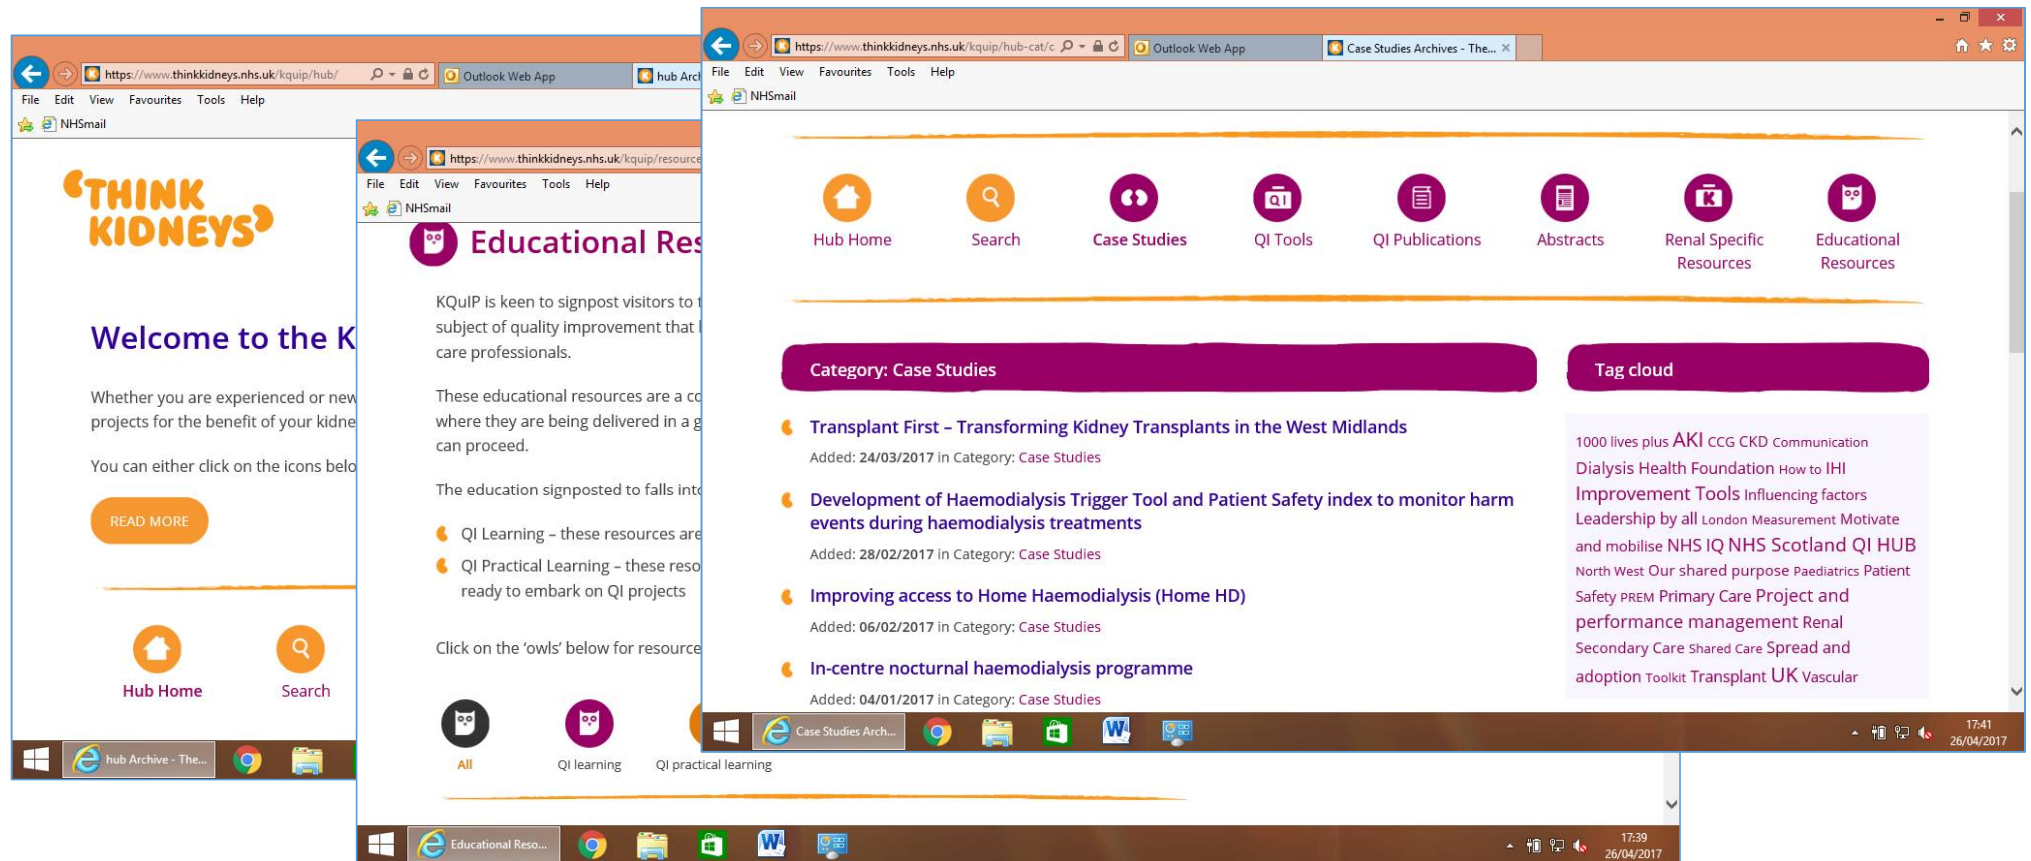 https://www.thinkkidneys.nhs.uk/kquip/hub/
Outlook Web App
hub Arch
File Edit View Favourites Tools Help
NHSmail
THINK
KIDNEYS
Welcome to the K
Whether you are experienced or new
projects for the benefit of your kidne
You can either click on the icons belo
READ MORE
Hub Home
Search
hub Archive - The...
https://www.thinkkidneys.nhs.uk/kquip/resource
File Edit View Favourites Tools Help
NHSmail
Educational Res
KQuIP is keen to signpost visitors to t
subject of quality improvement that
care professionals.
These educational resources are a co
where they are being delivered in a g
can proceed.
The education signposted to falls into
QI Learning – these resources are
QI Practical Learning – these reso
ready to embark on QI projects
Click on the ‘owls’ below for resource
All
QI learning
QI practical learning
Educational Reso...
17:39
26/04/2017
https://www.thinkkidneys.nhs.uk/kquip/hub-cat/c
Outlook Web App
Case Studies Archives - The...
File Edit View Favourites Tools Help
NHSmail
Hub Home
Search
Case Studies
QI
QI Tools
QI Publications
Abstracts
K
Renal Specific
Resources
Educational
Resources
Category: Case Studies
Transplant First – Transforming Kidney Transplants in the West Midlands
Added: 24/03/2017 in Category: Case Studies
Development of Haemodialysis Trigger Tool and Patient Safety index to monitor harm
events during haemodialysis treatments
Added: 28/02/2017 in Category: Case Studies
Improving access to Home Haemodialysis (Home HD)
Added: 06/02/2017 in Category: Case Studies
In-centre nocturnal haemodialysis programme
Added: 04/01/2017 in Category: Case Studies
Tag cloud
1000 lives plus AKI CCG CKD Communication
Dialysis Health Foundation How to IHI
Improvement Tools Influencing factors
Leadership by all London Measurement Motivate
and mobilise NHS IQ NHS Scotland QI HUB
North West Our shared purpose Paediatrics Patient
Safety PREM Primary Care Project and
performance management Renal
Secondary Care Shared Care Spread and
adoption Toolkit Transplant UK Vascular
Case Studies Arch...
17:41
26/04/2017